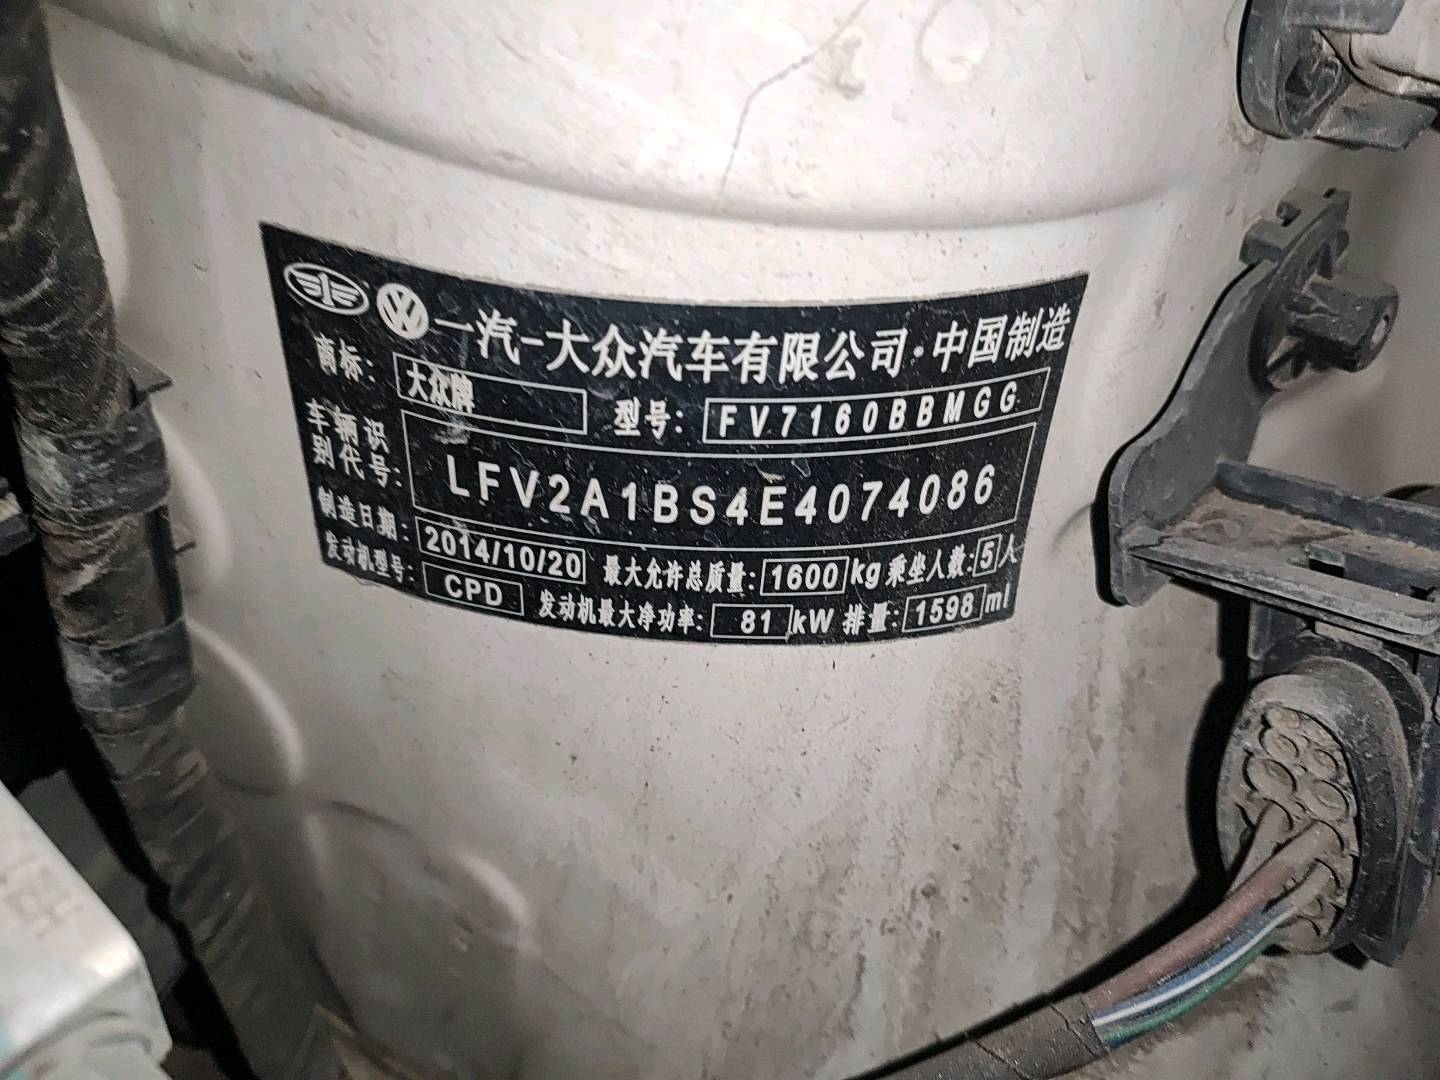 一汽-大众汽车有限公司·中国制造
商标: 大众牌 型号: FV7160BBMGG
车辆识别代号: LFV2A1BS4E4074086
制造日期: 2014/10/20 最大允许总质量: 1600 kg 乘坐人数: 5 人
发动机型号: CPD 发动机最大净功率: 81 kW 排量: 1598 ml